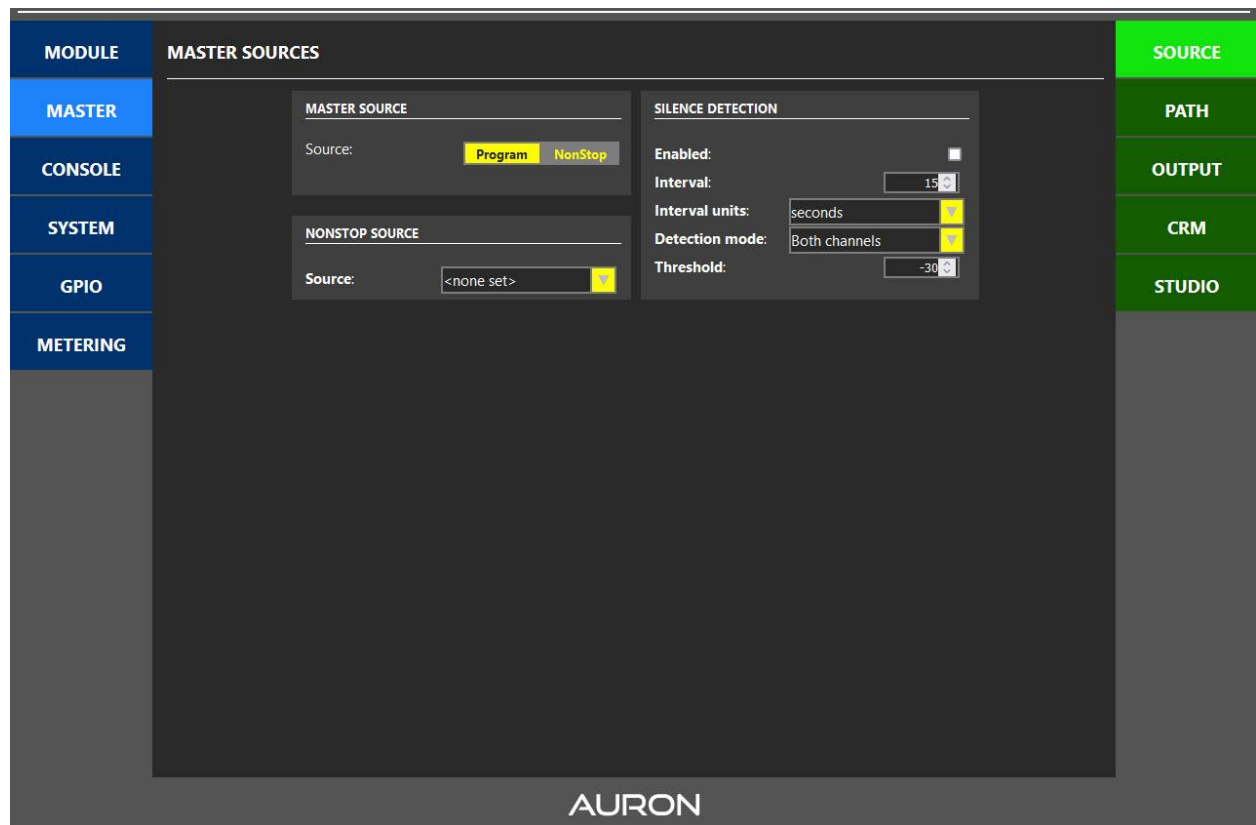 MODULE
MASTER
CONSOLE
SYSTEM
GPIO
METERING
MASTER SOURCES
MASTER SOURCE
Source: Program NonStop
NONSTOP SOURCE
Source: <none set>
SILENCE DETECTION
Enabled:
Interval: 15
Interval units: seconds
Detection mode: Both channels
Threshold: -30
SOURCE
PATH
OUTPUT
CRM
STUDIO
AURON